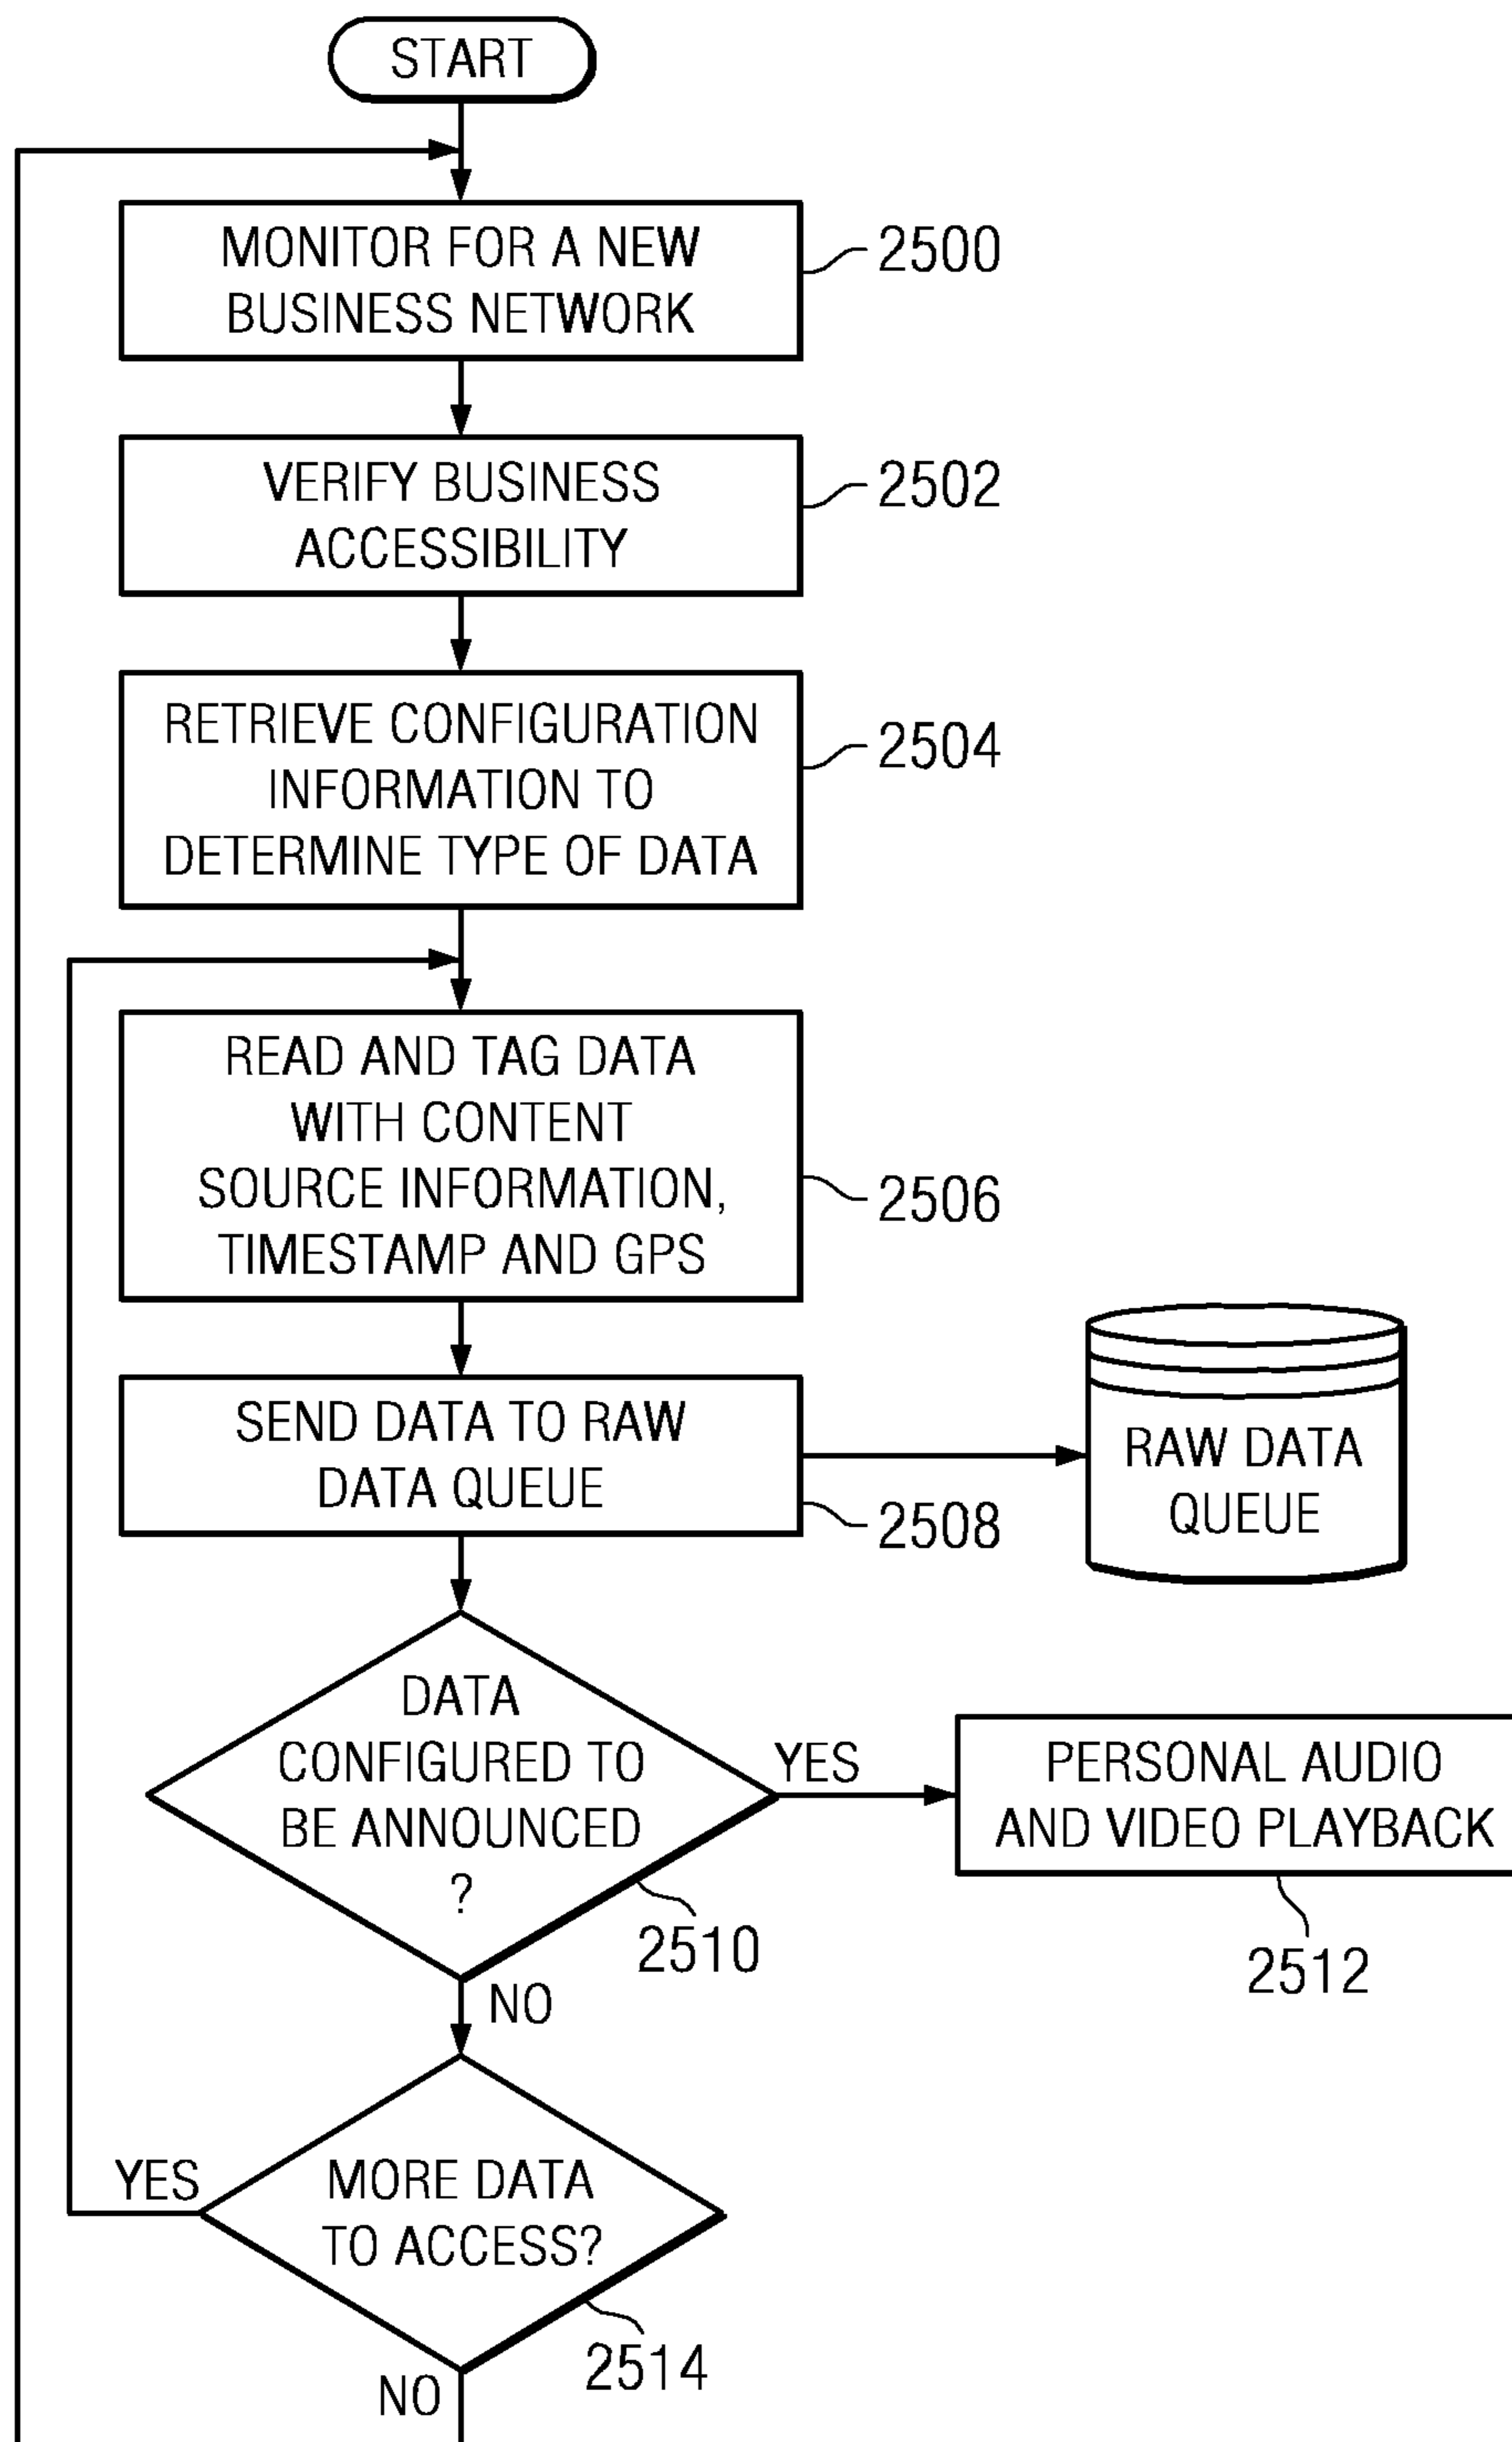 START
MONITOR FOR A NEW
BUSINESS NETWORK
2500
VERIFY BUSINESS
ACCESSIBILITY
2502
RETRIEVE CONFIGURATION
INFORMATION TO
DETERMINE TYPE OF DATA
2504
READ AND TAG DATA
WITH CONTENT
SOURCE INFORMATION,
TIMESTAMP AND GPS
2506
SEND DATA TO RAW
DATA QUEUE
2508
RAW DATA
QUEUE
DATA
CONFIGURED TO
BE ANNOUNCED
?
2510
YES
PERSONAL AUDIO
AND VIDEO PLAYBACK
2512
NO
MORE DATA
TO ACCESS?
YES
2514
NO